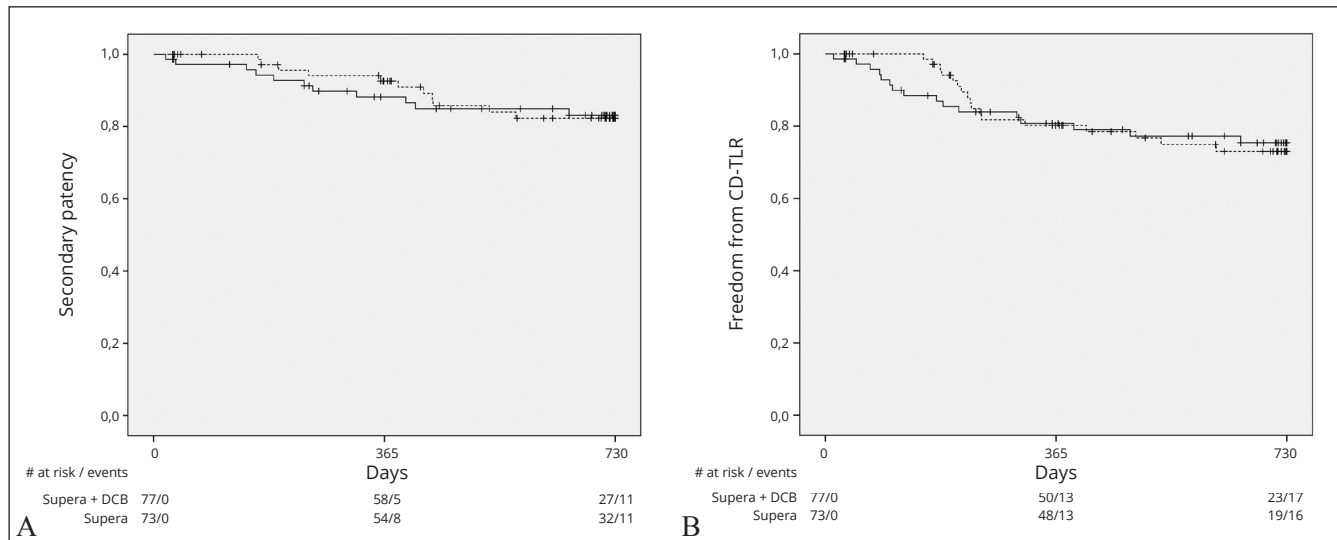 1,0
0,8
0,6
0,4
0,2
0,0
Secondary patency
0
365
730
Days
# at risk / events
Supera + DCB 77/0 58/5 27/11
Supera 73/0 54/8 32/11
A
1,0
0,8
0,6
0,4
0,2
0,0
Freedom from CD-TLR
0
365
730
Days
# at risk / events
Supera + DCB 77/0 50/13 23/17
Supera 73/0 48/13 19/16
B